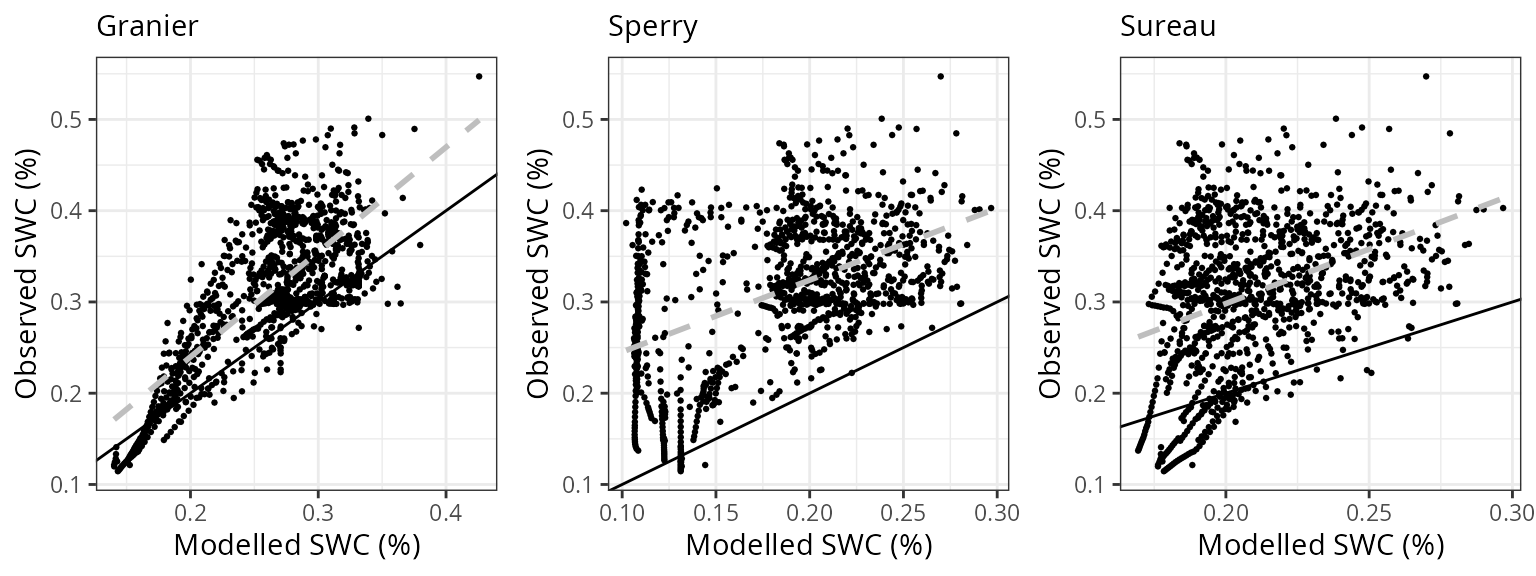 Granier
Observed SWC (%)
0.5
0.4
0.3
0.2
0.1
0.2 0.3 0.4
Modelled SWC (%)
Sperry
Observed SWC (%)
0.5
0.4
0.3
0.2
0.1
0.10 0.15 0.20 0.25 0.30
Modelled SWC (%)
Sureau
Observed SWC (%)
0.5
0.4
0.3
0.2
0.1
0.20 0.25 0.30
Modelled SWC (%)